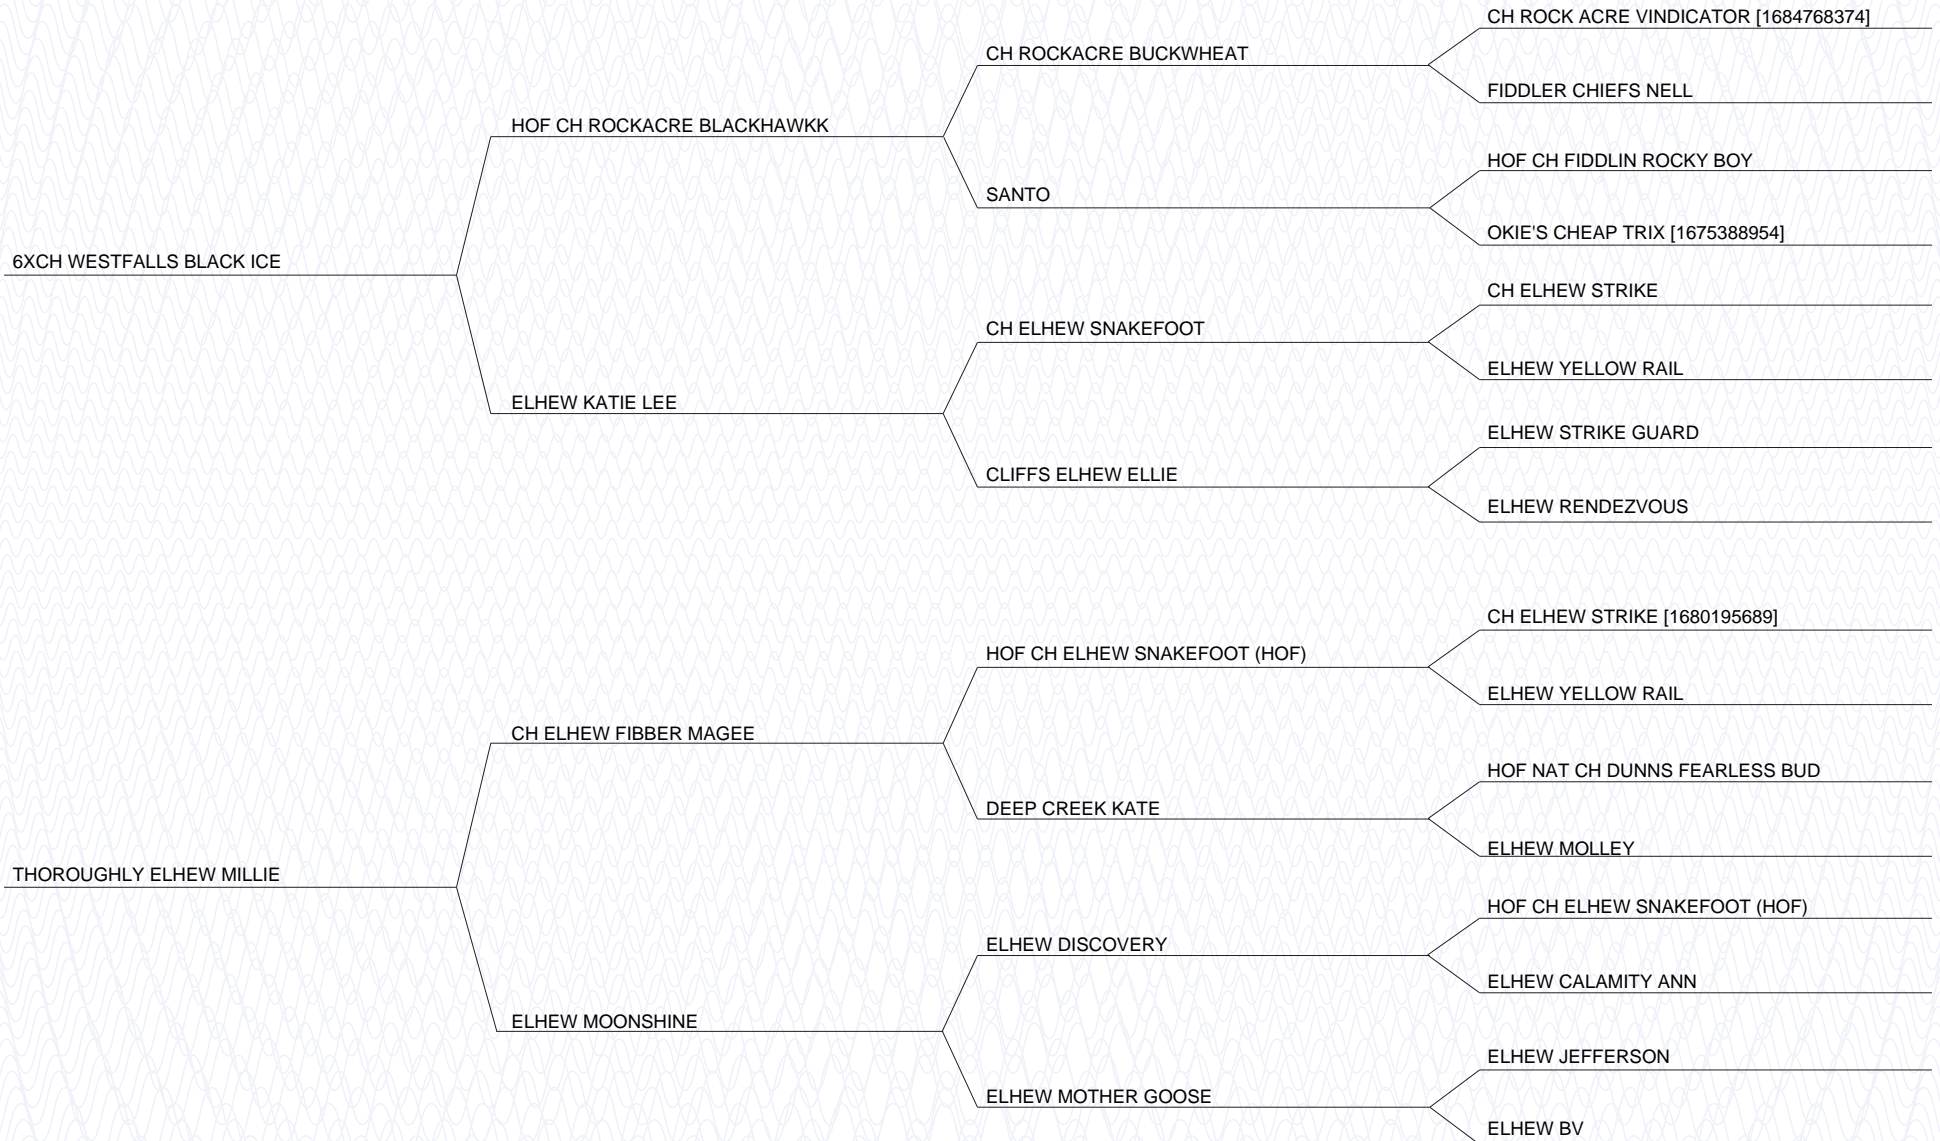 CH ROCK ACRE VINDICATOR [1684768374]
CH ROCKACRE BUCKWHEAT
FIDDLER CHIEFS NELL
HOF CH ROCKACRE BLACKHAWKK
HOF CH FIDDLIN ROCKY BOY
SANTO
OKIE'S CHEAP TRIX [1675388954]
6XCH WESTFALLS BLACK ICE
CH ELHEW STRIKE
CH ELHEW SNAKEFOOT
ELHEW YELLOW RAIL
ELHEW KATIE LEE
ELHEW STRIKE GUARD
CLIFFS ELHEW ELLIE
ELHEW RENDEZVOUS
CH ELHEW STRIKE [1680195689]
HOF CH ELHEW SNAKEFOOT (HOF)
ELHEW YELLOW RAIL
CH ELHEW FIBBER MAGEE
HOF NAT CH DUNNS FEARLESS BUD
DEEP CREEK KATE
ELHEW MOLLEY
THOROUGHLY ELHEW MILLIE
HOF CH ELHEW SNAKEFOOT (HOF)
ELHEW DISCOVERY
ELHEW CALAMITY ANN
ELHEW MOONSHINE
ELHEW JEFFERSON
ELHEW MOTHER GOOSE
ELHEW BV